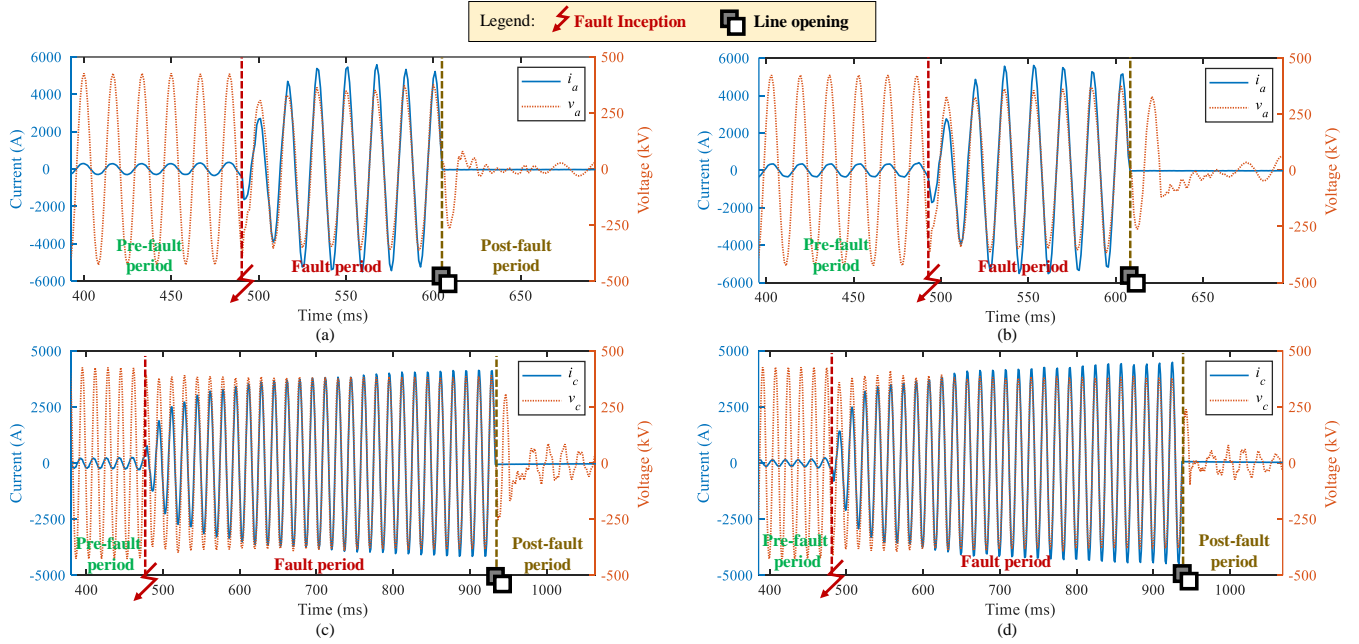 Legend: Fault Inception Line opening
6000
4000
2000
0
-2000
-4000
-6000
Current (A)
500
250
0
-250
-500
Voltage (kV)
i_a
v_a
Pre-fault
period
Fault period
Post-fault
period
400
450
500
550
600
650
Time (ms)
(a)
6000
4000
2000
0
-2000
-4000
-6000
Current (A)
500
250
0
-250
-500
Voltage (kV)
i_a
v_a
Pre-fault
period
Fault period
Post-fault
period
400
450
500
550
600
650
Time (ms)
(b)
5000
2500
0
-2500
-5000
Current (A)
500
250
0
-250
-500
Voltage (kV)
i_c
v_c
Pre-fault
period
Fault period
Post-fault
period
400
500
600
700
800
900
1000
Time (ms)
(c)
5000
2500
0
-2500
-5000
Current (A)
500
250
0
-250
-500
Voltage (kV)
i_c
v_c
Pre-fault
period
Fault period
Post-fault
period
400
500
600
700
800
900
1000
Time (ms)
(d)